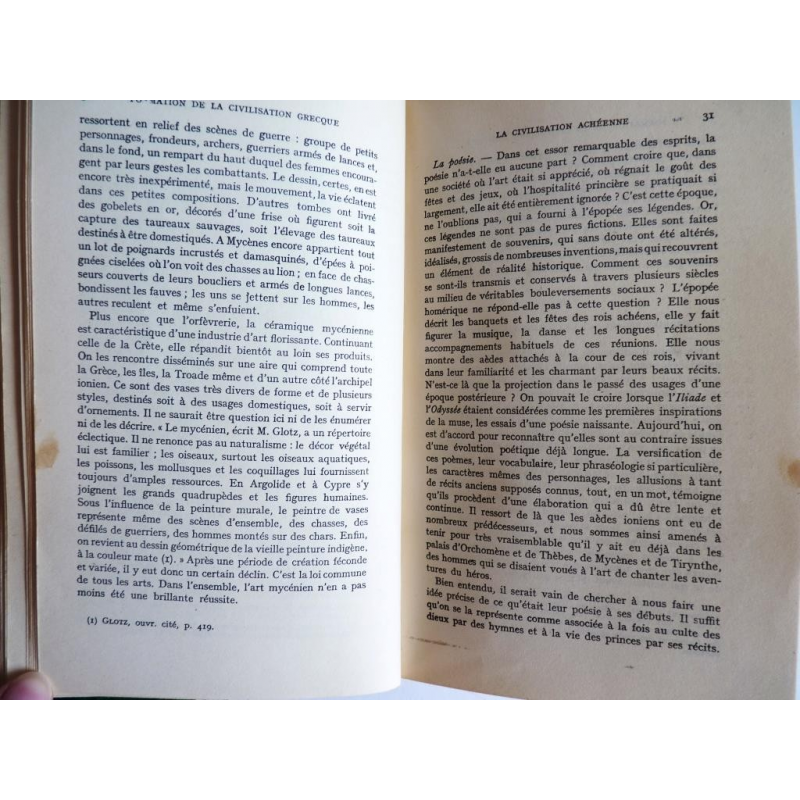 MATION DE LA CIVILISATION GRECQUE
ressortent en relief des scènes de guerre : groupe de petits
personnages, frondeurs, archers, guerriers armés de lances et,
dans le fond, un rempart du haut duquel des femmes encoura-
gent par leurs gestes les combattants. Le dessin, certes, en est
encore très inexpérimenté, mais le mouvement, la vie éclatent
dans ces petites compositions. D'autres tombes ont livré
des gobelets en or, décorés d'une frise où figurent soit la
capture des taureaux sauvages, soit l'élevage des taureaux
destinés à être domestiqués. A Mycènes encore appartient tout
un lot de poignards incrustés et damasquinés, d'épées à poi-
gnées ciselées où l'on voit des chasses au lion ; en face de chas-
seurs couverts de leurs boucliers et armés de longues lances,
bondissent les fauves ; les uns se jettent sur les hommes, les
autres reculent et même s'enfuient.
Plus encore que l'orfèvrerie, la céramique mycénienne
est caractéristique d'une industrie d'art florissante. Continuant
celle de la Crète, elle répandit bientôt au loin ses produits.
On les rencontre disséminés sur une aire qui comprend toute
la Grèce, les îles, la Troade même et d'un autre côté l'archipel
ionien. Ce sont des vases très divers de forme et de plusieurs
styles, destinés soit à des usages domestiques, soit à servir
d'ornements. Il ne saurait être question ici ni de les énumérer
ni de les décrire. « Le mycénien, écrit M. Glotz, a un répertoire
éclectique. Il ne renonce pas au naturalisme : le décor végétal
lui est familier ; les oiseaux, surtout les oiseaux aquatiques,
les poissons, les mollusques et les coquillages lui fournissent
toujours d'amples ressources. En Argolide et à Cypre s'y
joignent les grands quadrupèdes et les figures humaines.
Sous l'influence de la peinture murale, le peintre de vases
représente même des scènes d'ensemble, des chasses, des
défilés de guerriers, des hommes montés sur des chars. Enfin,
on revient au dessin géométrique de la vieille peinture indigène,
à la couleur mate (1). » Après une période de création féconde
et variée, il y eut donc un certain déclin. C'est la loi commune
de tous les arts. Dans l'ensemble, l'art mycénien n'en a pas
moins été une brillante réussite.
(1) GLOTZ, ouvr. cité, p. 419.
LA CIVILISATION ACHÉENNE 31
La poésie. — Dans cet essor remarquable des esprits, la
poésie n'a-t-elle eu aucune part ? Comment croire que, dans
une société où l'art était si apprécié, où régnait le goût des
fêtes et des jeux, où l'hospitalité princière se pratiquait si
largement, elle ait été entièrement ignorée ? C'est cette époque,
ne l'oublions pas, qui a fourni à l'épopée ses légendes. Or,
ces légendes ne sont pas de pures fictions. Elles sont faites
manifestement de souvenirs, qui sans doute ont été altérés,
idéalisés, grossis de nombreuses inventions, mais qui recouvrent
un élément de réalité historique. Comment ces souvenirs
se sont-ils transmis et conservés à travers plusieurs siècles
au milieu de véritables bouleversements sociaux ? L'épopée
homérique ne répond-elle pas à cette question ? Elle nous
décrit les banquets et les fêtes des rois achéens, elle y fait
figurer la musique, la danse et les longues récitations
accompagnements habituels de ces réunions. Elle nous
montre des aèdes attachés à la cour de ces rois, vivant
dans leur familiarité et les charmant par leurs beaux récits.
N'est-ce là que la projection dans le passé des usages d'une
époque postérieure ? On pouvait le croire lorsque l'Iliade et
l'Odyssée étaient considérées comme les premières inspirations
de la muse, les essais d'une poésie naissante. Aujourd'hui, on
est d'accord pour reconnaître qu'elles sont au contraire issues
d'une évolution poétique déjà longue. La versification de
ces poèmes, leur vocabulaire, leur phraséologie si particulière,
les caractères mêmes des personnages, les allusions à tant
de récits anciens supposés connus, tout, en un mot, témoigne
qu'ils procèdent d'une élaboration qui a dû être lente et
continue. Il ressort de là que les aèdes ioniens ont eu de
nombreux prédécesseurs, et nous sommes ainsi amenés à
tenir pour très vraisemblable qu'il y ait eu déjà dans les
palais d'Orchomène et de Thèbes, de Mycènes et de Tirynthe,
des hommes qui se disaient voués à l'art de chanter les aven-
tures du héros.
Bien entendu, il serait vain de chercher à nous faire une
idée précise de ce qu'était leur poésie à ses débuts. Il suffit
qu'on se la représente comme associée à la fois au culte des
dieux par des hymnes et à la vie des princes par ses récits.